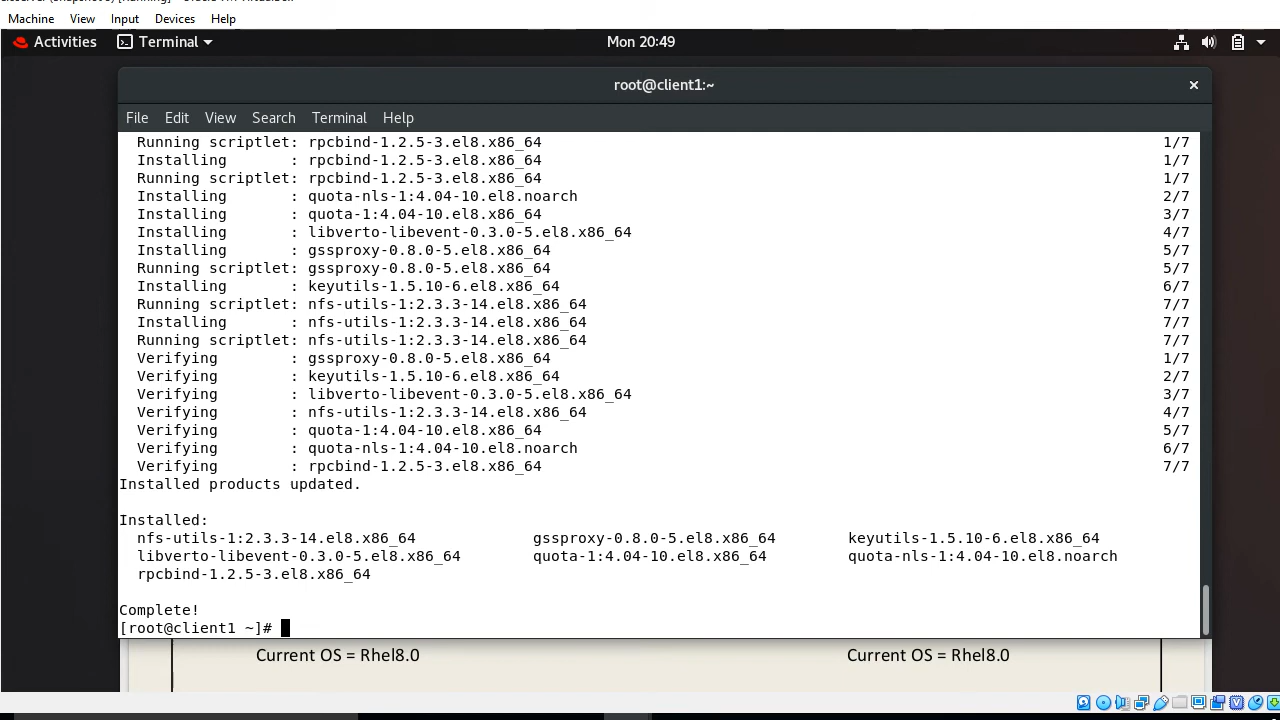 Machine View Input Devices Help
Activities Terminal Mon 20:49
root@client1:~ ×
File Edit View Search Terminal Help
Running scriptlet: rpcbind-1.2.5-3.el8.x86_64 1/7
Installing : rpcbind-1.2.5-3.el8.x86_64 1/7
Running scriptlet: rpcbind-1.2.5-3.el8.x86_64 1/7
Installing : quota-nls-1:4.04-10.el8.noarch 2/7
Installing : quota-1:4.04-10.el8.x86_64 3/7
Installing : libverto-libevent-0.3.0-5.el8.x86_64 4/7
Installing : gssproxy-0.8.0-5.el8.x86_64 5/7
Running scriptlet: gssproxy-0.8.0-5.el8.x86_64 5/7
Installing : keyutils-1.5.10-6.el8.x86_64 6/7
Running scriptlet: nfs-utils-1:2.3.3-14.el8.x86_64 7/7
Installing : nfs-utils-1:2.3.3-14.el8.x86_64 7/7
Running scriptlet: nfs-utils-1:2.3.3-14.el8.x86_64 7/7
Verifying : gssproxy-0.8.0-5.el8.x86_64 1/7
Verifying : keyutils-1.5.10-6.el8.x86_64 2/7
Verifying : libverto-libevent-0.3.0-5.el8.x86_64 3/7
Verifying : nfs-utils-1:2.3.3-14.el8.x86_64 4/7
Verifying : quota-1:4.04-10.el8.x86_64 5/7
Verifying : quota-nls-1:4.04-10.el8.noarch 6/7
Verifying : rpcbind-1.2.5-3.el8.x86_64 7/7
Installed products updated.
Installed:
nfs-utils-1:2.3.3-14.el8.x86_64 gssproxy-0.8.0-5.el8.x86_64 keyutils-1.5.10-6.el8.x86_64
libverto-libevent-0.3.0-5.el8.x86_64 quota-1:4.04-10.el8.x86_64 quota-nls-1:4.04-10.el8.noarch
rpcbind-1.2.5-3.el8.x86_64
Complete!
[root@client1 ~]#
Current OS = Rhel8.0 Current OS = Rhel8.0